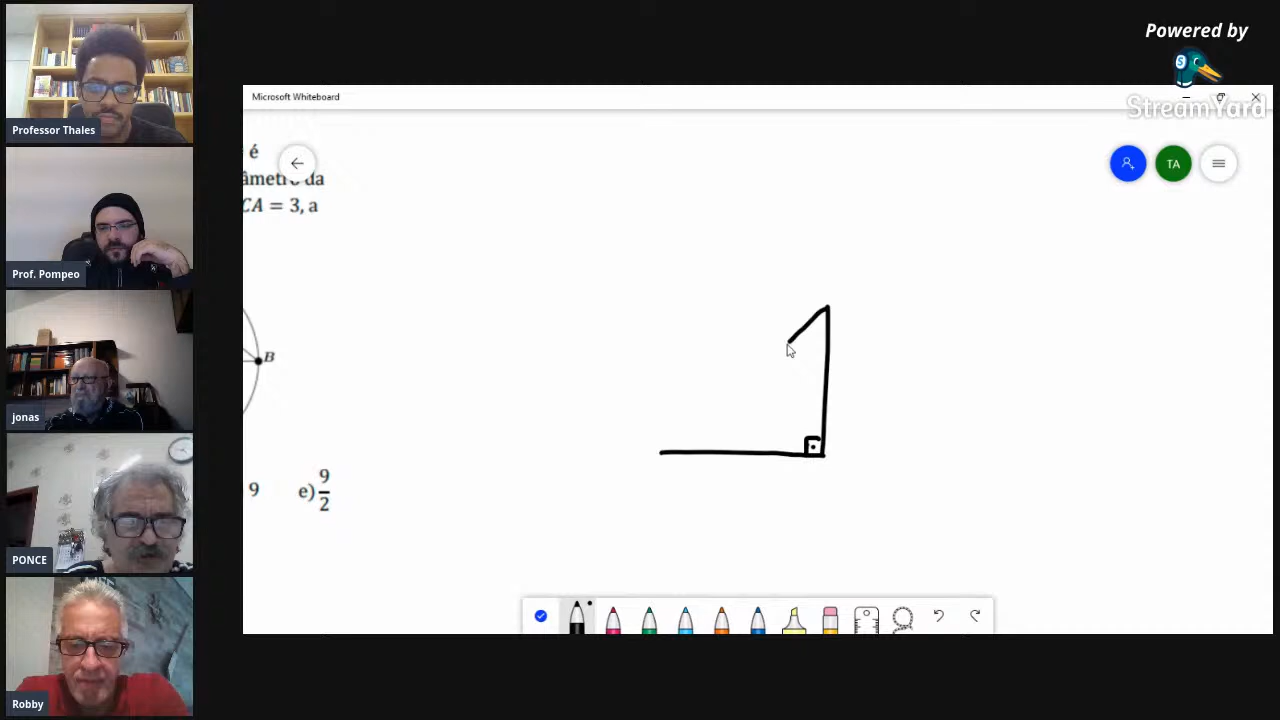 Powered by
StreamYard
Microsoft Whiteboard
é
âmetro da
CA = 3, a
B
9
e) 9/2
TA
Professor Thales
Prof. Pompeo
jonas
PONCE
Robby